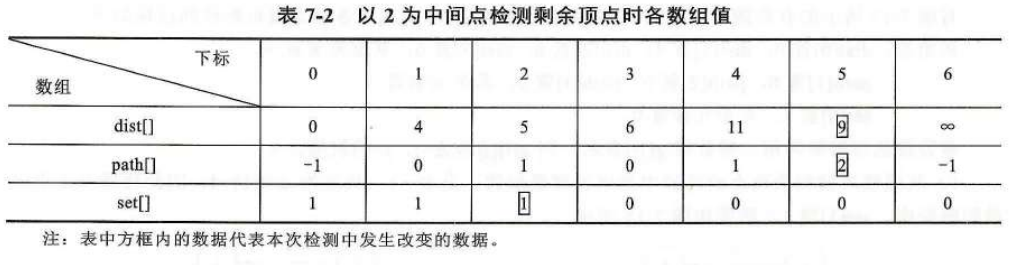 表 7-2 以 2 为中间点检测剩余顶点时各数组值
下标
数组 0 1 2 3 4 5 6
dist[] 0 4 5 6 11 9 ∞
path[] −1 0 1 0 1 2 −1
set[] 1 1 1 0 0 0 0
注：表中方框内的数据代表本次检测中发生改变的数据。